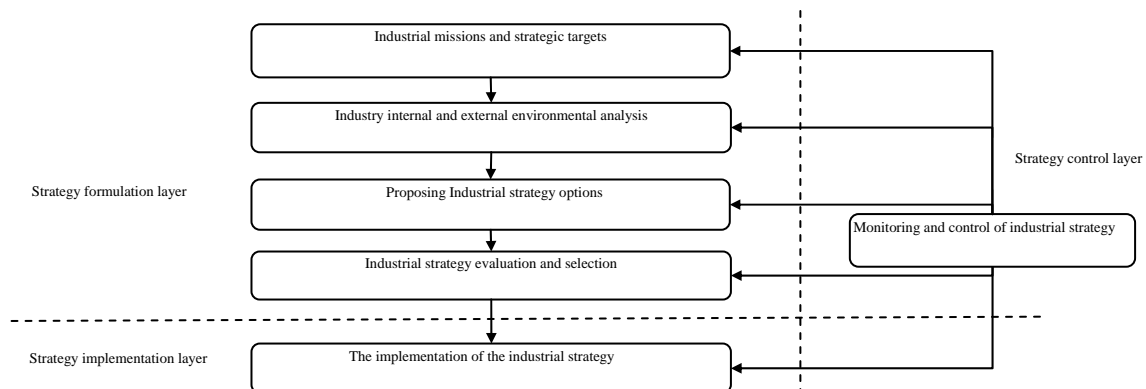 Industrial missions and strategic targets
Industry internal and external environmental analysis
Strategy control layer
Strategy formulation layer
Proposing Industrial strategy options
Monitoring and control of industrial strategy
Industrial strategy evaluation and selection
Strategy implementation layer
The implementation of the industrial strategy